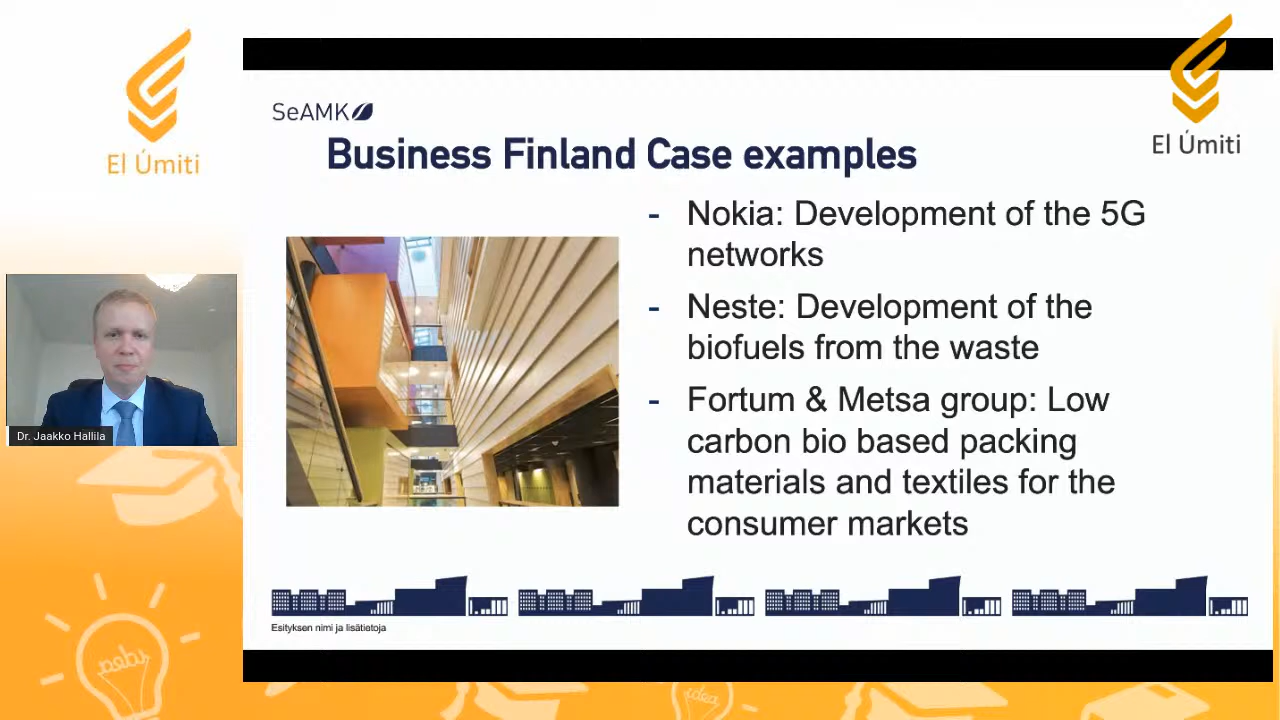 El Úmiti
El Úmiti
SeAMK
Business Finland Case examples
- Nokia: Development of the 5G
networks
- Neste: Development of the
biofuels from the waste
- Fortum & Metsa group: Low
carbon bio based packing
materials and textiles for the
consumer markets
Dr. Jaakko Hallila
Esityksen nimi ja lisätietoja
idea
idea